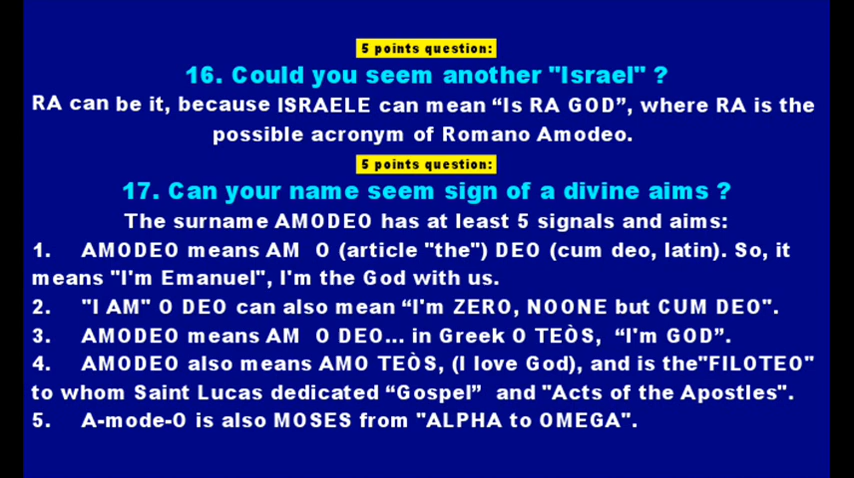 5 points question:
16. Could you seem another "Israel" ?
RA can be it, because ISRAELE can mean “Is RA GOD”, where RA is the
possible acronym of Romano Amodeo.
5 points question:
17. Can your name seem sign of a divine aims ?
The surname AMODEO has at least 5 signals and aims:
1. AMODEO means AM O (article "the") DEO (cum deo, latin). So, it
means "I'm Emanuel", I'm the God with us.
2. "I AM" O DEO can also mean “I'm ZERO, NOONE but CUM DEO".
3. AMODEO means AM O DEO... in Greek O TEÒS, “I'm GOD”.
4. AMODEO also means AMO TEÒS, (I love God), and is the"FILOTEO"
to whom Saint Lucas dedicated “Gospel” and "Acts of the Apostles".
5. A-mode-O is also MOSES from "ALPHA to OMEGA".